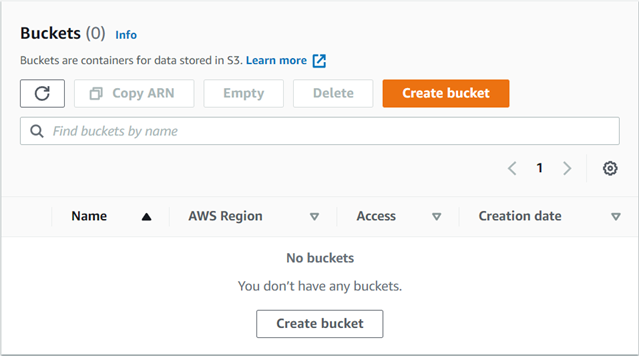 Buckets (0) Info
Buckets are containers for data stored in S3. Learn more
Copy ARN Empty Delete Create bucket
Find buckets by name
1
Name AWS Region Access Creation date
No buckets
You don’t have any buckets.
Create bucket